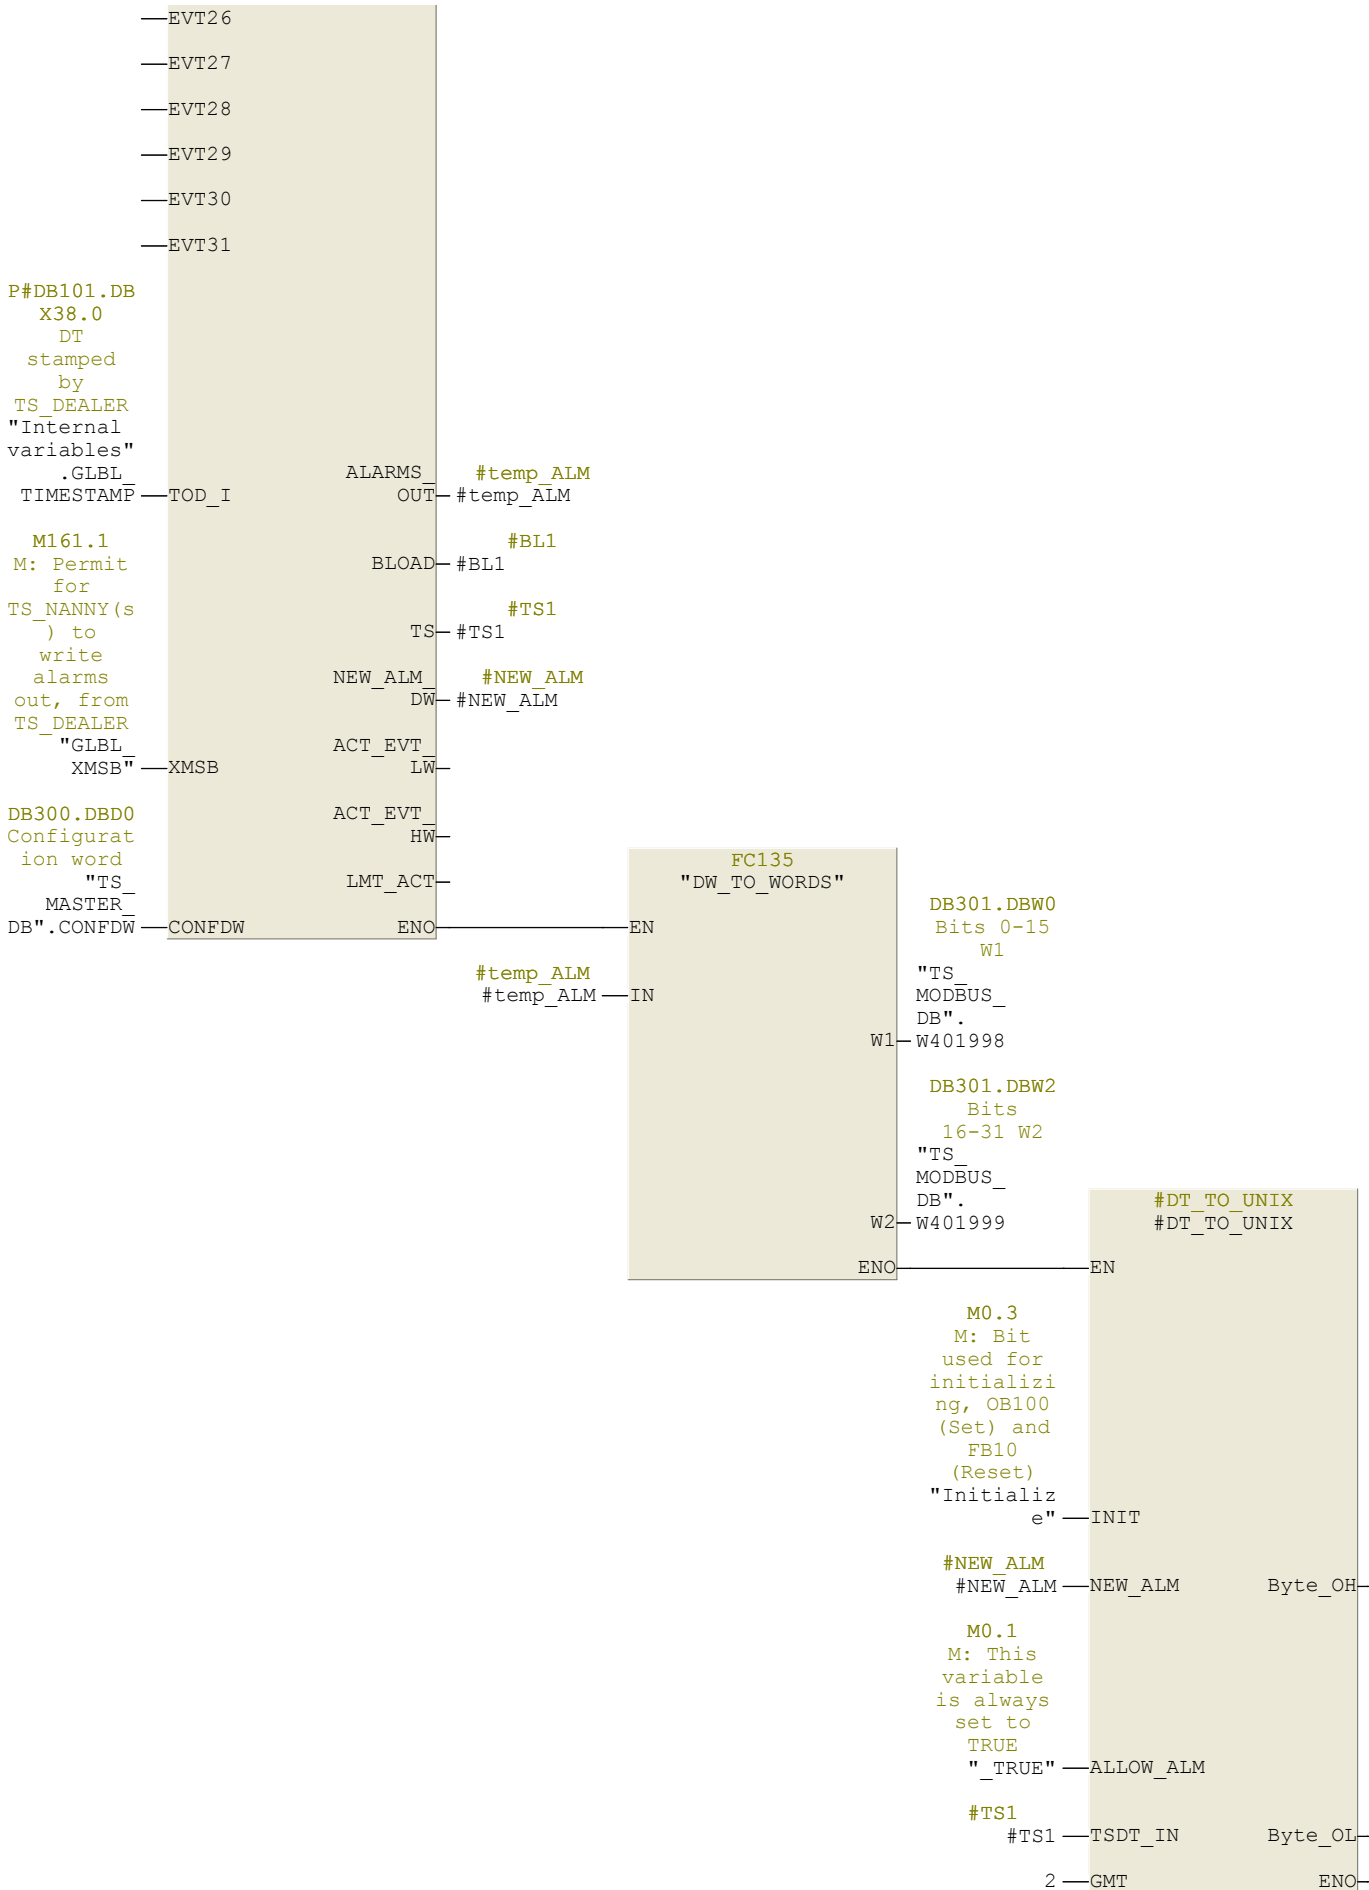 EVT26
EVT27
EVT28
EVT29
EVT30
EVT31
P#DB101.DB
X38.0
DT
stamped
by
TS_DEALER
"Internal
variables"
.GLBL_
TIMESTAMP
TOD_I
ALARMS_
OUT
#temp_ALM
#temp_ALM
M161.1
M: Permit
for
TS_NANNY(s
) to
write
alarms
out, from
TS_DEALER
"GLBL_
XMSB"
XMSB
BLOAD
#BL1
#BL1
TS
#TS1
#TS1
NEW_ALM_
DW
#NEW_ALM
#NEW_ALM
ACT_EVT_
LW
DB300.DBD0
Configurat
ion word
"TS_
MASTER_
DB".CONFDW
CONFDW
ACT_EVT_
HW
LMT_ACT
ENO
FC135
"DW_TO_WORDS"
EN
#temp_ALM
#temp_ALM
IN
DB301.DBW0
Bits 0-15
W1
"TS_
MODBUS_
DB".
W401998
W1
DB301.DBW2
Bits
16-31 W2
"TS_
MODBUS_
DB".
W401999
W2
ENO
#DT_TO_UNIX
#DT_TO_UNIX
EN
M0.3
M: Bit
used for
initializi
ng, OB100
(Set) and
FB10
(Reset)
"Initializ
e"
INIT
#NEW_ALM
#NEW_ALM
NEW_ALM
Byte_OH
M0.1
M: This
variable
is always
set to
TRUE
"_TRUE"
ALLOW_ALM
#TS1
#TS1
TSDT_IN
Byte_OL
2
GMT
ENO